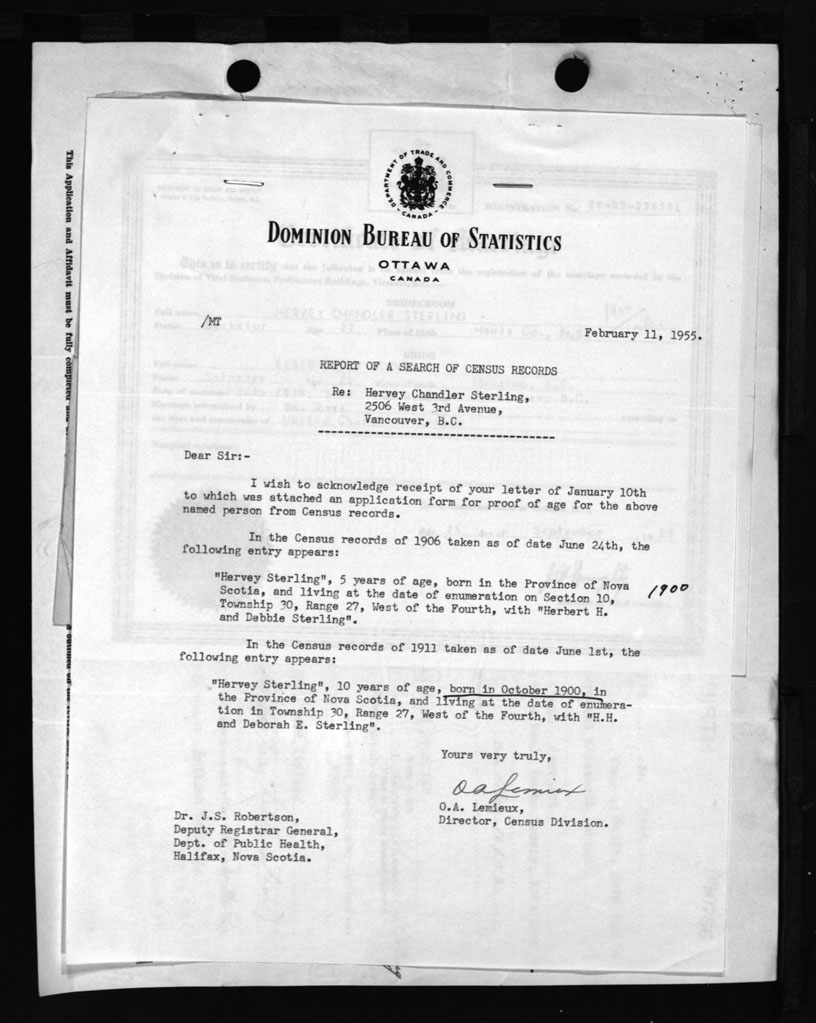 DEPARTMENT OF TRADE AND COMMERCE
CANADA
DOMINION BUREAU OF STATISTICS
OTTAWA
CANADA
/MT
February 11, 1955.
REPORT OF A SEARCH OF CENSUS RECORDS
Re: Hervey Chandler Sterling,
2506 West 3rd Avenue,
Vancouver, B.C.
------------------------------------
Dear Sir:-
I wish to acknowledge receipt of your letter of January 10th
to which was attached an application form for proof of age for the above
named person from Census records.
In the Census records of 1906 taken as of date June 24th, the
following entry appears:
"Hervey Sterling", 5 years of age, born in the Province of Nova
Scotia, and living at the date of enumeration on Section 10,
Township 30, Range 27, West of the Fourth, with "Herbert H.
and Debbie Sterling".
1900
In the Census records of 1911 taken as of date June 1st, the
following entry appears:
"Hervey Sterling", 10 years of age, born in October 1900, in
the Province of Nova Scotia, and living at the date of enumera-
tion in Township 30, Range 27, West of the Fourth, with "H.H.
and Deborah E. Sterling".
Yours very truly,
O A Lemieux
O.A. Lemieux,
Director, Census Division.
Dr. J.S. Robertson,
Deputy Registrar General,
Dept. of Public Health,
Halifax, Nova Scotia.
This Application and Affidavit must be fully completed